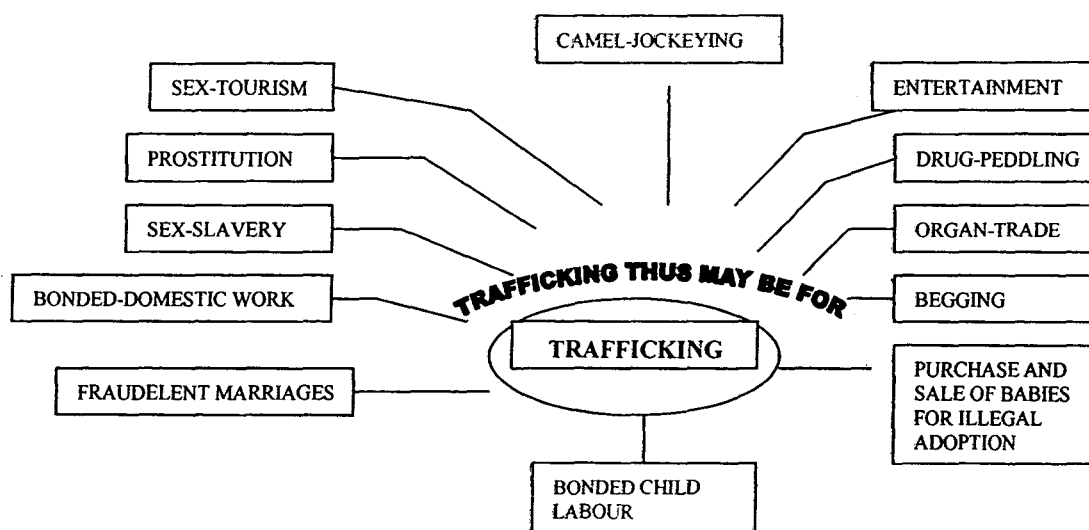 CAMEL-JOCKEYING
SEX-TOURISM
ENTERTAINMENT
PROSTITUTION
DRUG-PEDDLING
SEX-SLAVERY
ORGAN-TRADE
TRAFFICKING THUS MAY BE FOR
BONDED-DOMESTIC WORK
BEGGING
TRAFFICKING
FRAUDELENT MARRIAGES
PURCHASE AND
SALE OF BABIES
FOR ILLEGAL
ADOPTION
BONDED CHILD
LABOUR